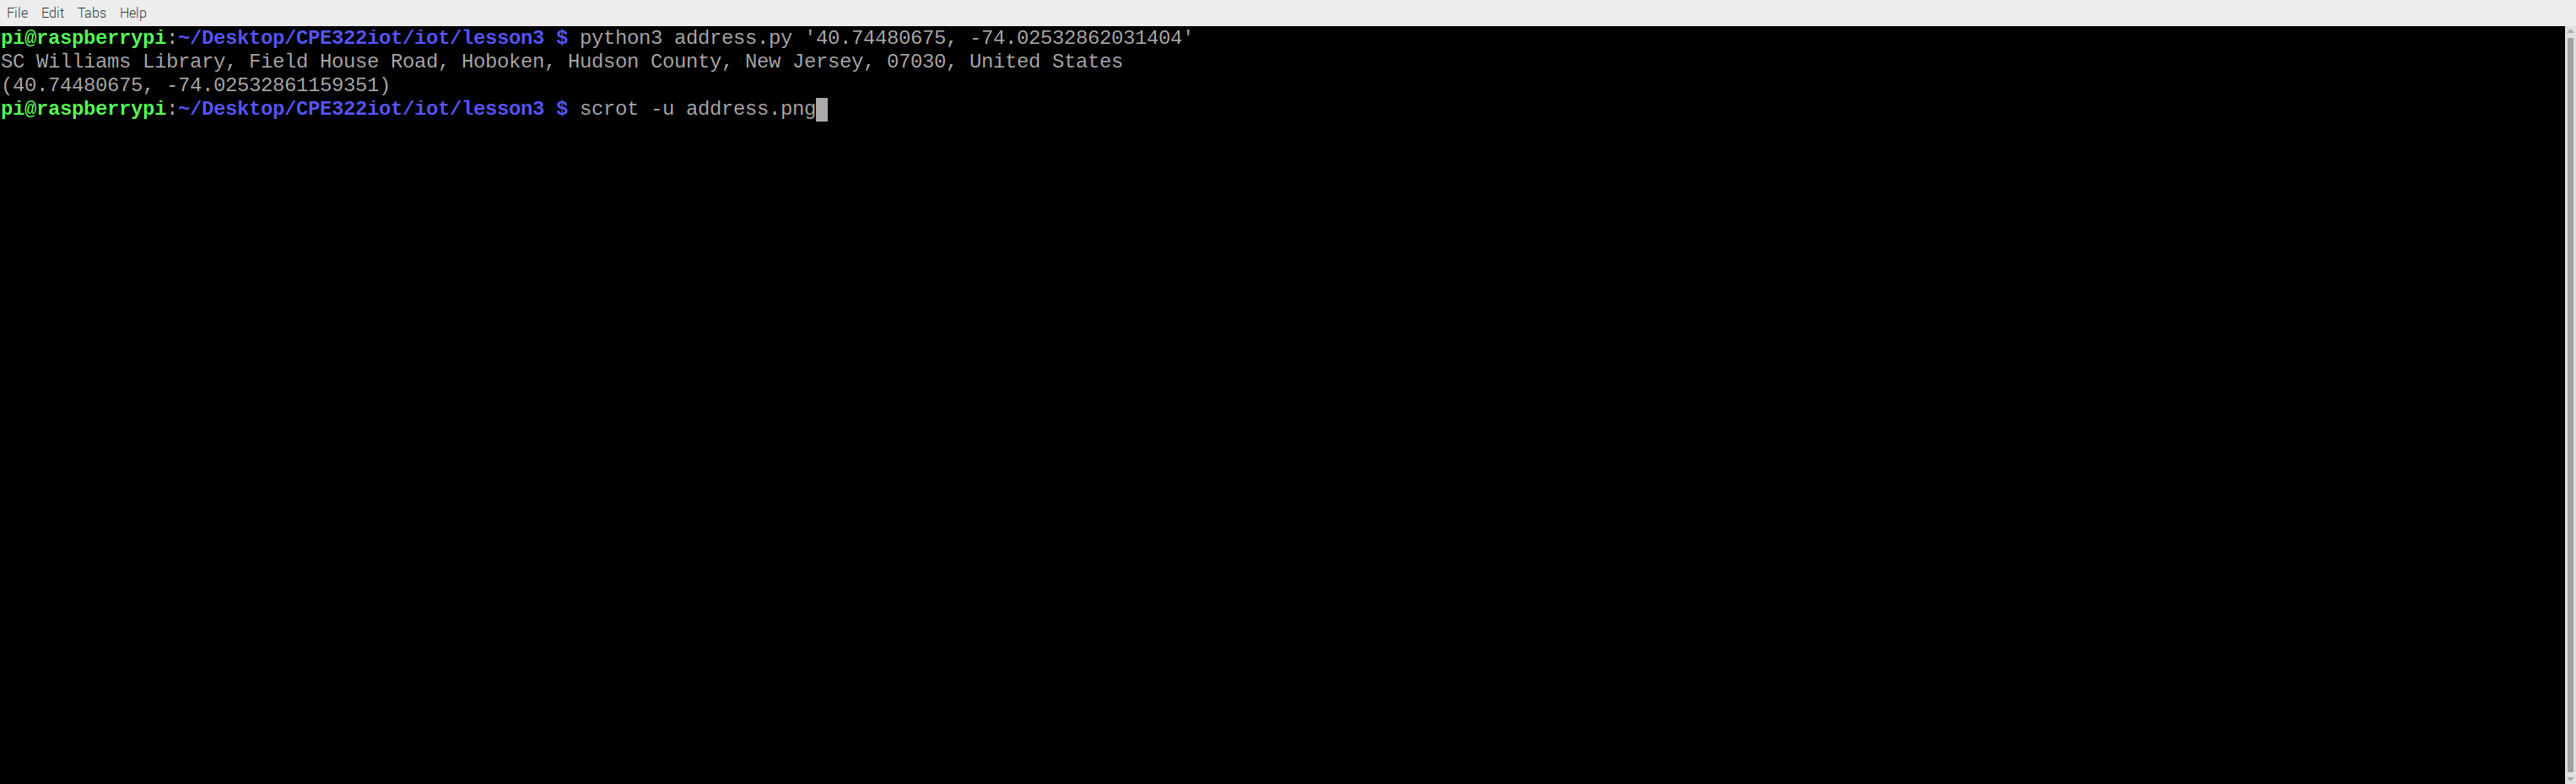 File Edit Tabs Help
pi@raspberrypi:~/Desktop/CPE322iot/iot/lesson3 $ python3 address.py '40.74480675, -74.02532862031404'
SC Williams Library, Field House Road, Hoboken, Hudson County, New Jersey, 07030, United States
(40.74480675, -74.02532861159351)
pi@raspberrypi:~/Desktop/CPE322iot/iot/lesson3 $ scrot -u address.png